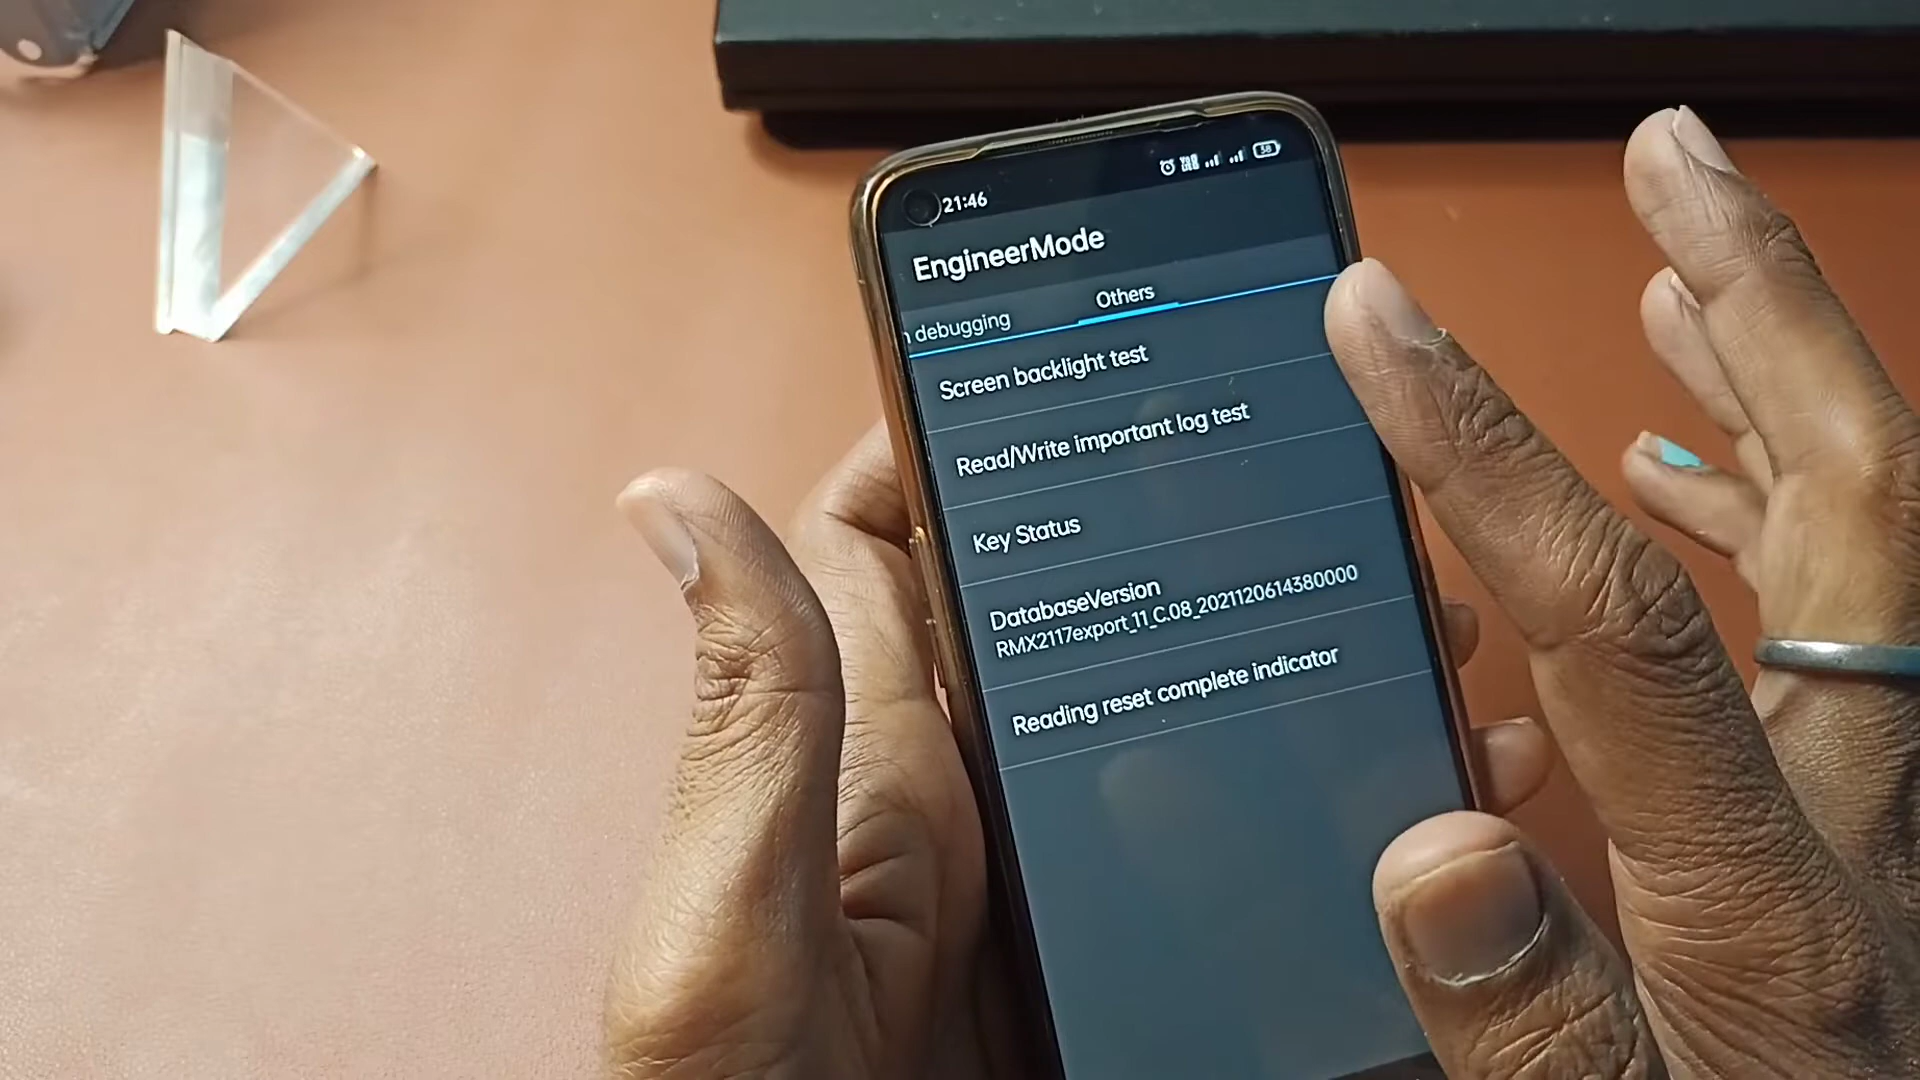 21:46
58
EngineerMode
debugging
Others
Screen backlight test
Read/Write important log test
Key Status
DatabaseVersion
RMX2117export_11_C.08_2021120614380000
Reading reset complete indicator